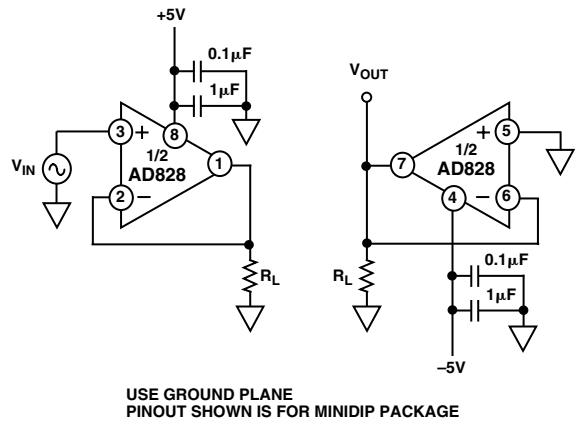 +5V
0.1μF
1μF
3
+
8
1/2
AD828
1
VIN
2
–
RL
VOUT
+
5
1/2
AD828
7
4
–
6
RL
0.1μF
1μF
–5V
USE GROUND PLANE
PINOUT SHOWN IS FOR MINIDIP PACKAGE